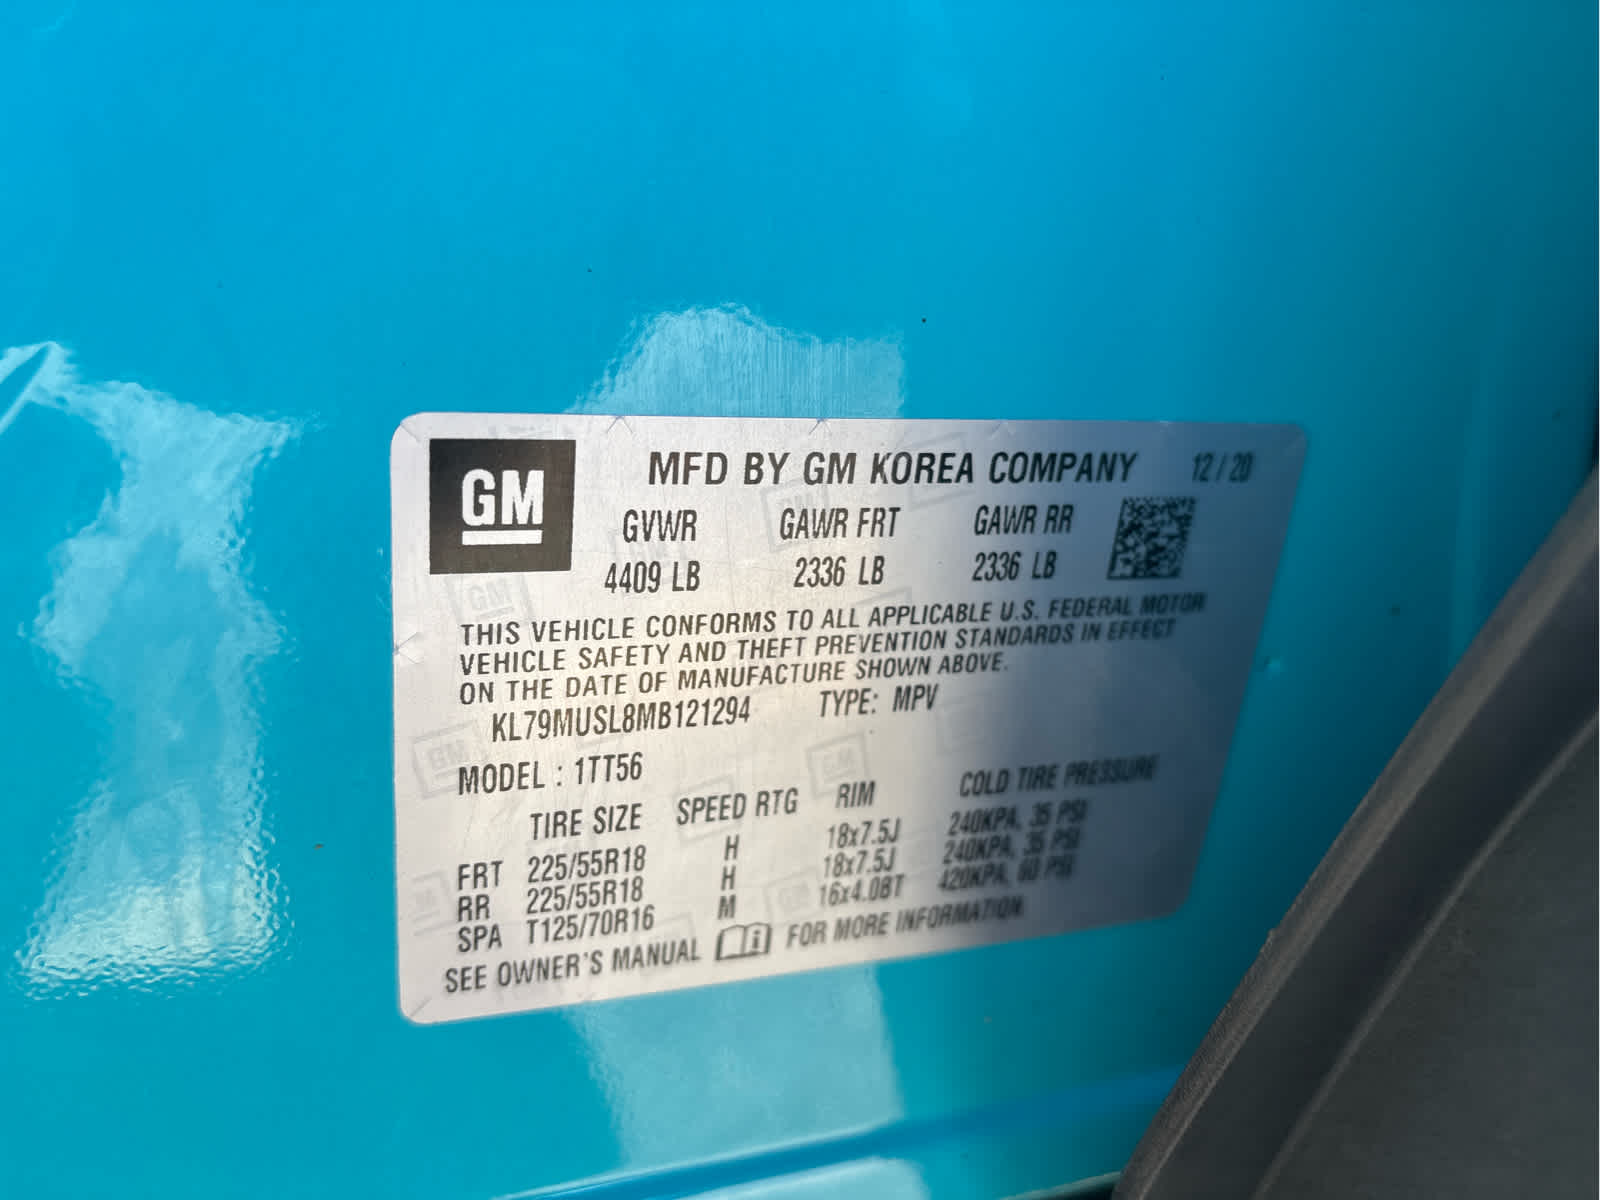 GM
MFD BY GM KOREA COMPANY 12/20
GVWR GAWR FRT GAWR RR
4409 LB 2336 LB 2336 LB
THIS VEHICLE CONFORMS TO ALL APPLICABLE U.S. FEDERAL MOTOR
VEHICLE SAFETY AND THEFT PREVENTION STANDARDS IN EFFECT
ON THE DATE OF MANUFACTURE SHOWN ABOVE.
KL79MUSL8MB121294 TYPE: MPV
MODEL : 1TT56
TIRE SIZE SPEED RTG RIM COLD TIRE PRESSURE
FRT 225/55R18 H 18x7.5J 240KPA, 35 PSI
RR 225/55R18 H 18x7.5J 240KPA, 35 PSI
SPA T125/70R16 M 16x4.0BT 420KPA, 60 PSI
SEE OWNER'S MANUAL FOR MORE INFORMATION